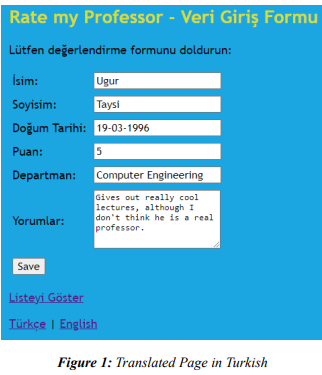 Rate my Professor - Veri Giriş Formu
Lütfen değerlendirme formunu doldurun:
İsim: Ugur
Soyisim: Taysi
Doğum Tarihi: 19-03-1996
Puan: 5
Departman: Computer Engineering
Yorumlar: Gives out really cool
lectures, although I
don't think he is a real
professor.
Save
Listeyi Göster
Türkçe | English
Figure 1: Translated Page in Turkish